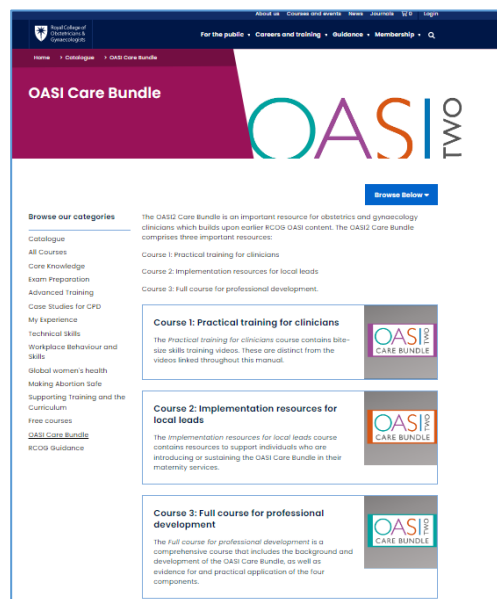 About us Courses and events News Journals 0 Login
Royal College of
Obstetricians &
Gynaecologists
For the public Careers and training Guidance Membership
Home > Catalogue > OASI Care Bundle
OASI Care Bundle
OASI TWO
Browse Below
Browse our categories
Catalogue
All Courses
Core Knowledge
Exam Preparation
Advanced Training
Case Studies for CPD
My Experience
Technical Skills
Workplace Behaviour and
Skills
Global women's health
Making Abortion Safe
Supporting Training and the
Curriculum
Free courses
OASI Care Bundle
RCOG Guidance
The OASI2 Care Bundle is an important resource for obstetrics and gynaecology
clinicians which builds upon earlier RCOG OASI content. The OASI2 Care Bundle
comprises three important resources:
Course 1: Practical training for clinicians
Course 2: Implementation resources for local leads
Course 3: Full course for professional development.
Course 1: Practical training for clinicians
The Practical training for clinicians course contains bite-
size skills training videos. These are distinct from the
videos linked throughout this manual.
OASI TWO
CARE BUNDLE
Course 2: Implementation resources for
local leads
The Implementation resources for local leads course
contains resources to support individuals who are
introducing or sustaining the OASI Care Bundle in their
maternity services.
OASI TWO
CARE BUNDLE
Course 3: Full course for professional
development
The Full course for professional development is a
comprehensive course that includes the background and
development of the OASI Care Bundle, as well as
evidence for and practical application of the four
components.
OASI TWO
CARE BUNDLE